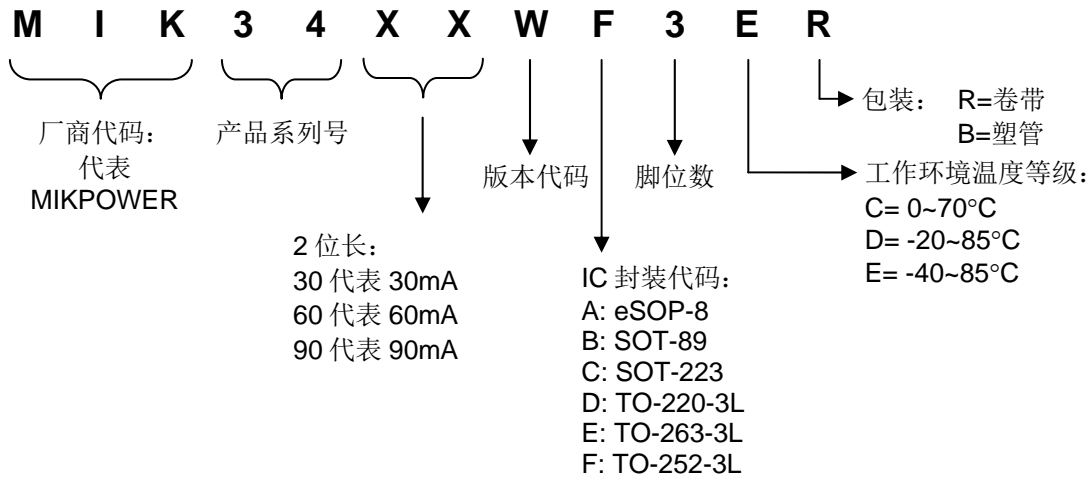 M I K 3 4 X X W F 3 E R
厂商代码：
代表
MIKPOWER
产品系列号
2 位长：
30 代表 30mA
60 代表 60mA
90 代表 90mA
版本代码
IC 封装代码：
A: eSOP-8
B: SOT-89
C: SOT-223
D: TO-220-3L
E: TO-263-3L
F: TO-252-3L
脚位数
工作环境温度等级：
C= 0~70°C
D= -20~85°C
E= -40~85°C
包装： R=卷带
B=塑管